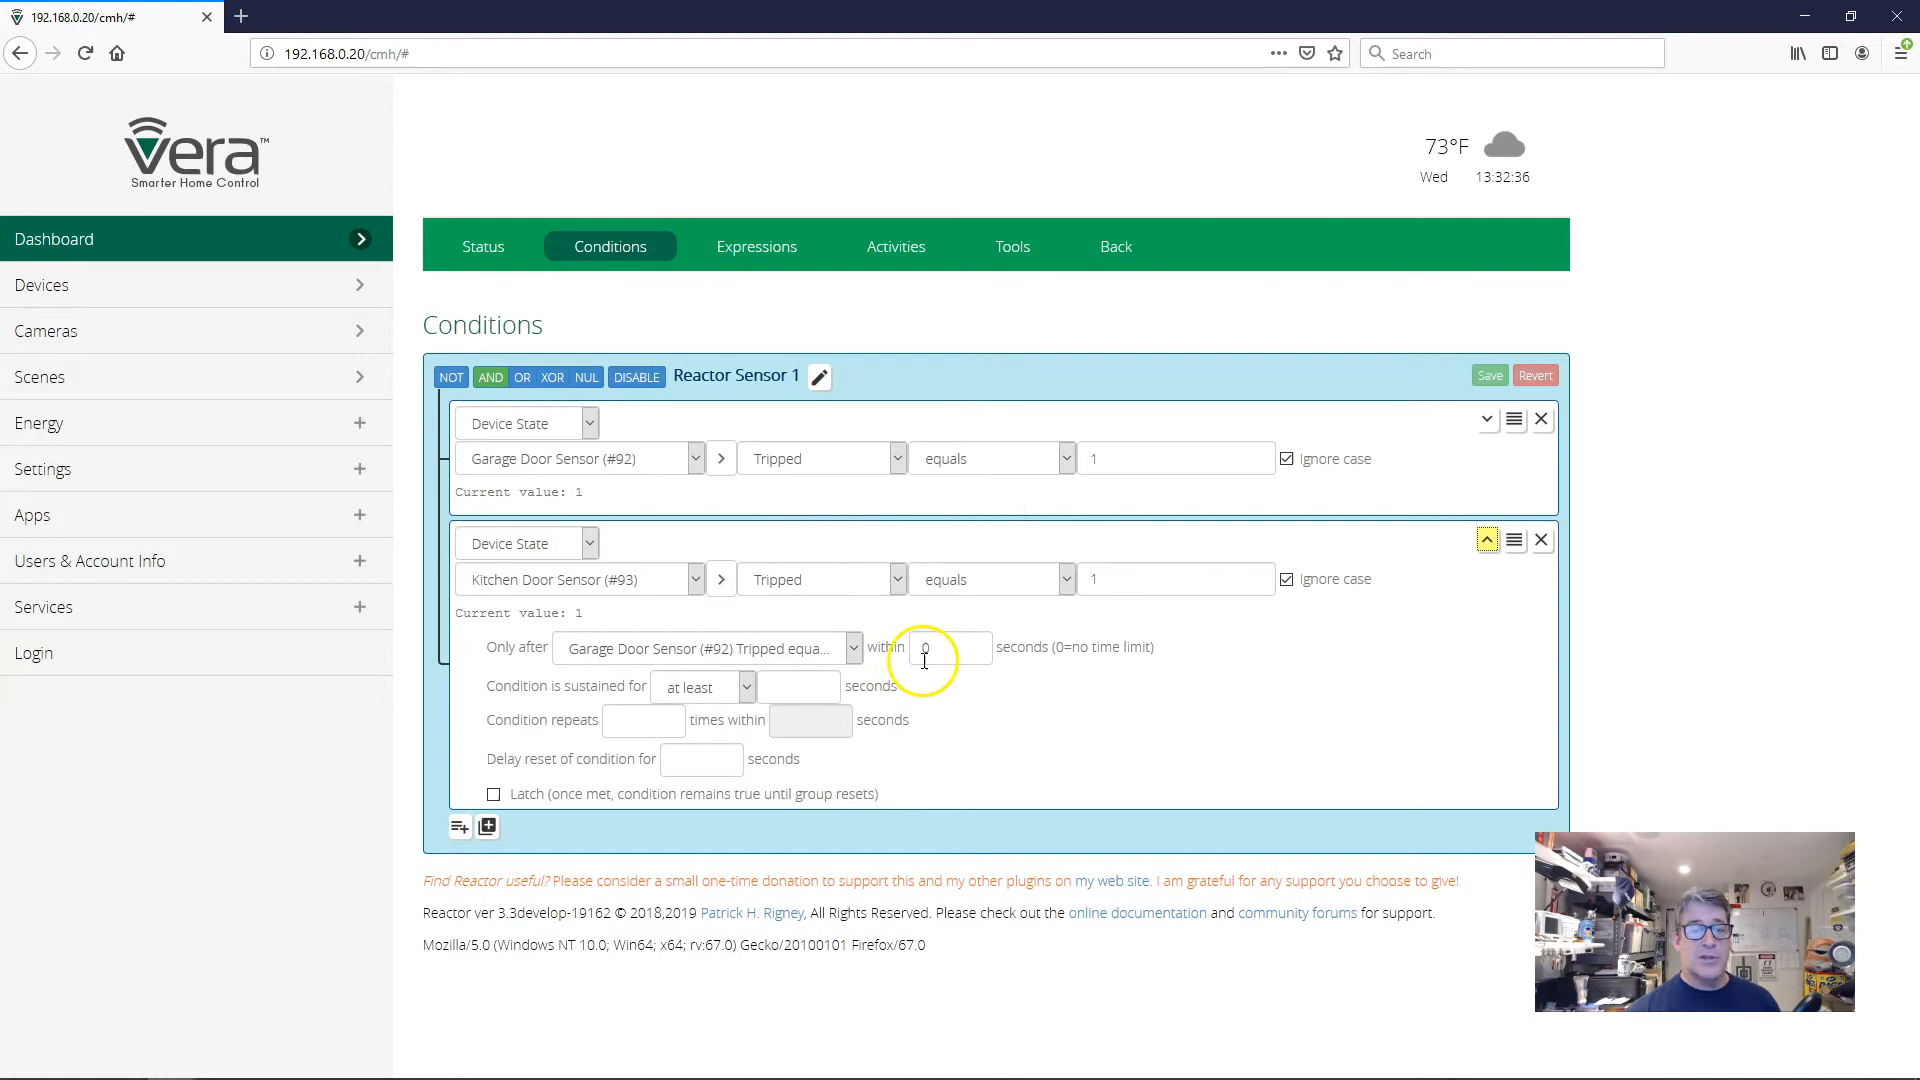 192.168.0.20/cmh/#
192.168.0.20/cmh/#
Search
vera™
Smarter Home Control
73°F
Wed 13:32:36
Dashboard
Devices
Cameras
Scenes
Energy
Settings
Apps
Users & Account Info
Services
Login
Status Conditions Expressions Activities Tools Back
Conditions
NOT AND OR XOR NUL DISABLE Reactor Sensor 1 Save Revert
Device State
Garage Door Sensor (#92) Tripped equals 1 Ignore case
Current value: 1
Device State
Kitchen Door Sensor (#93) Tripped equals 1 Ignore case
Current value: 1
Only after Garage Door Sensor (#92) Tripped equa... within 0 seconds (0=no time limit)
Condition is sustained for at least seconds
Condition repeats times within seconds
Delay reset of condition for seconds
Latch (once met, condition remains true until group resets)
Find Reactor useful? Please consider a small one-time donation to support this and my other plugins on my web site. I am grateful for any support you choose to give!
Reactor ver 3.3develop-19162 © 2018,2019 Patrick H. Rigney, All Rights Reserved. Please check out the online documentation and community forums for support.
Mozilla/5.0 (Windows NT 10.0; Win64; x64; rv:67.0) Gecko/20100101 Firefox/67.0